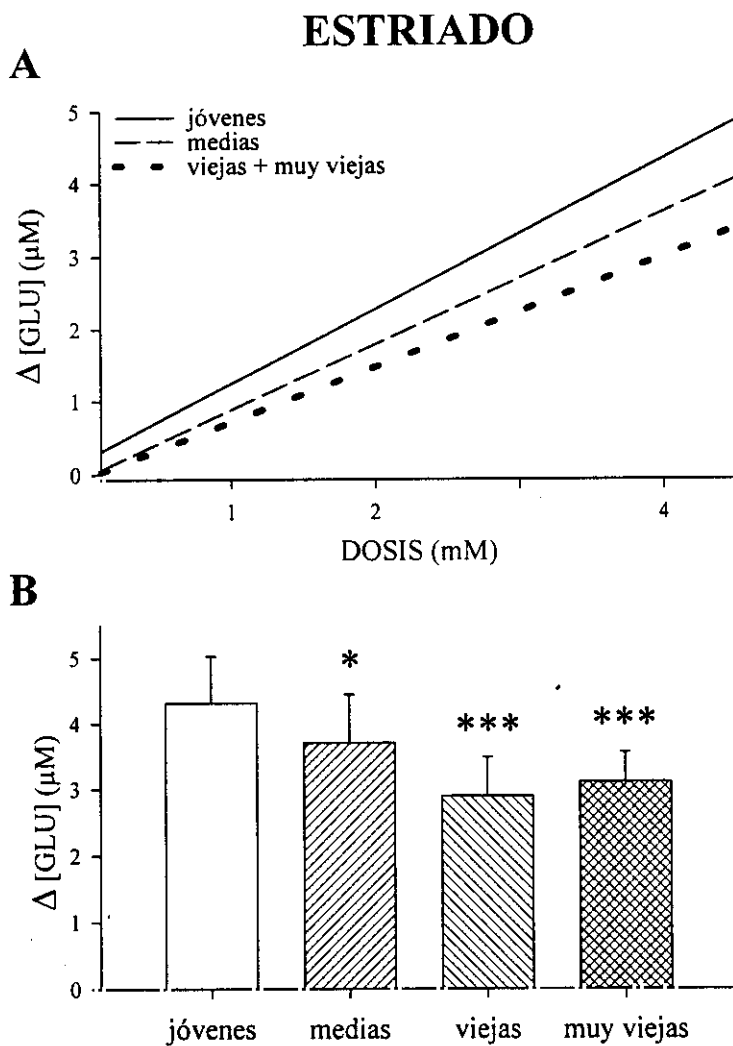 ESTRIADO
A
5
4
3
2
1
0
Δ [GLU] (µM)
jóvenes
medias
viejas + muy viejas
1 2 4
DOSIS (mM)
B
5
4
3
2
1
0
Δ [GLU] (µM)
* *** ***
jóvenes medias viejas muy viejas